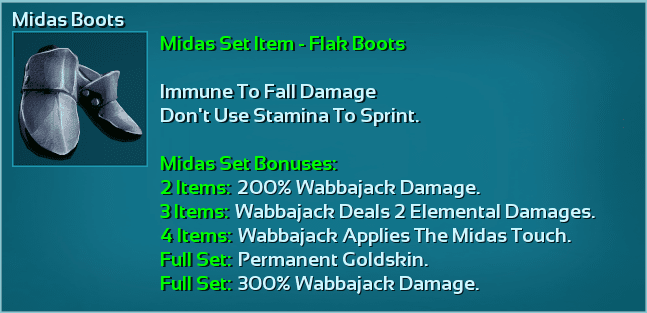 Midas Boots
Midas Set Item - Flak Boots
Immune To Fall Damage
Don't Use Stamina To Sprint.
Midas Set Bonuses:
2 Items: 200% Wabbajack Damage.
3 Items: Wabbajack Deals 2 Elemental Damages.
4 Items: Wabbajack Applies The Midas Touch.
Full Set: Permanent Goldskin.
Full Set: 300% Wabbajack Damage.